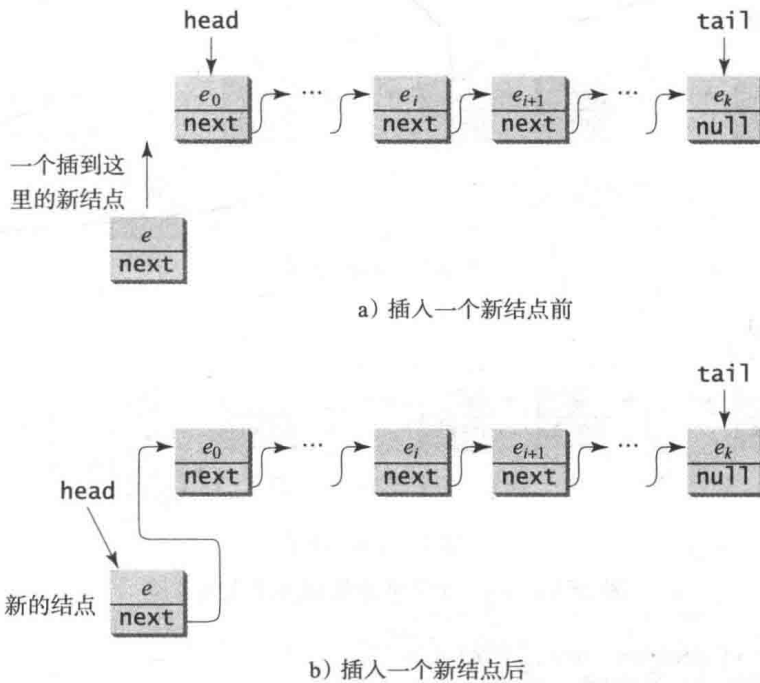 head
tail
e0
ei
ei+1
ek
next
next
next
null
一个插到这
里的新结点
e
next
a）插入一个新结点前
tail
e0
ei
ei+1
ek
next
next
next
null
head
新的结点
e
next
b）插入一个新结点后